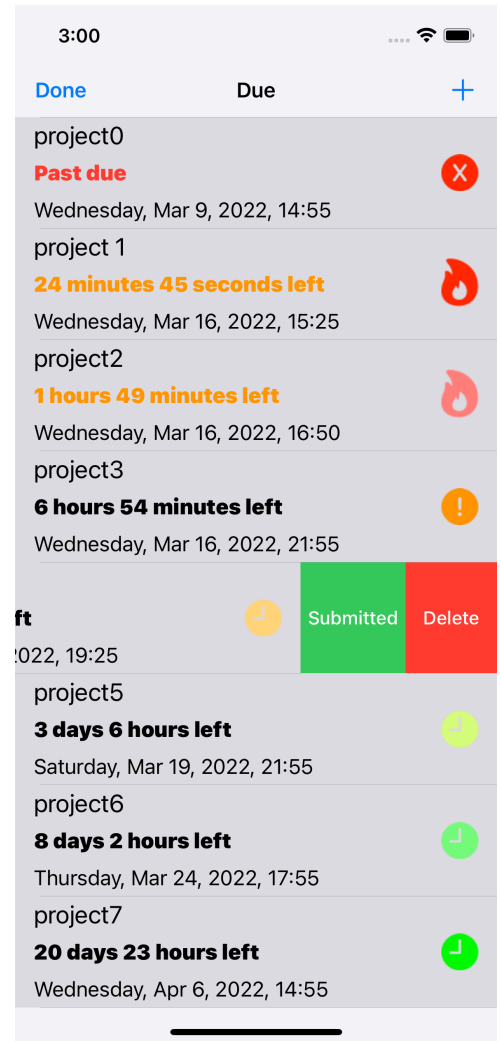 3:00
Done Due +
project0
Past due
Wednesday, Mar 9, 2022, 14:55
project 1
24 minutes 45 seconds left
Wednesday, Mar 16, 2022, 15:25
project2
1 hours 49 minutes left
Wednesday, Mar 16, 2022, 16:50
project3
6 hours 54 minutes left
Wednesday, Mar 16, 2022, 21:55
ft Submitted Delete
2022, 19:25
project5
3 days 6 hours left
Saturday, Mar 19, 2022, 21:55
project6
8 days 2 hours left
Thursday, Mar 24, 2022, 17:55
project7
20 days 23 hours left
Wednesday, Apr 6, 2022, 14:55